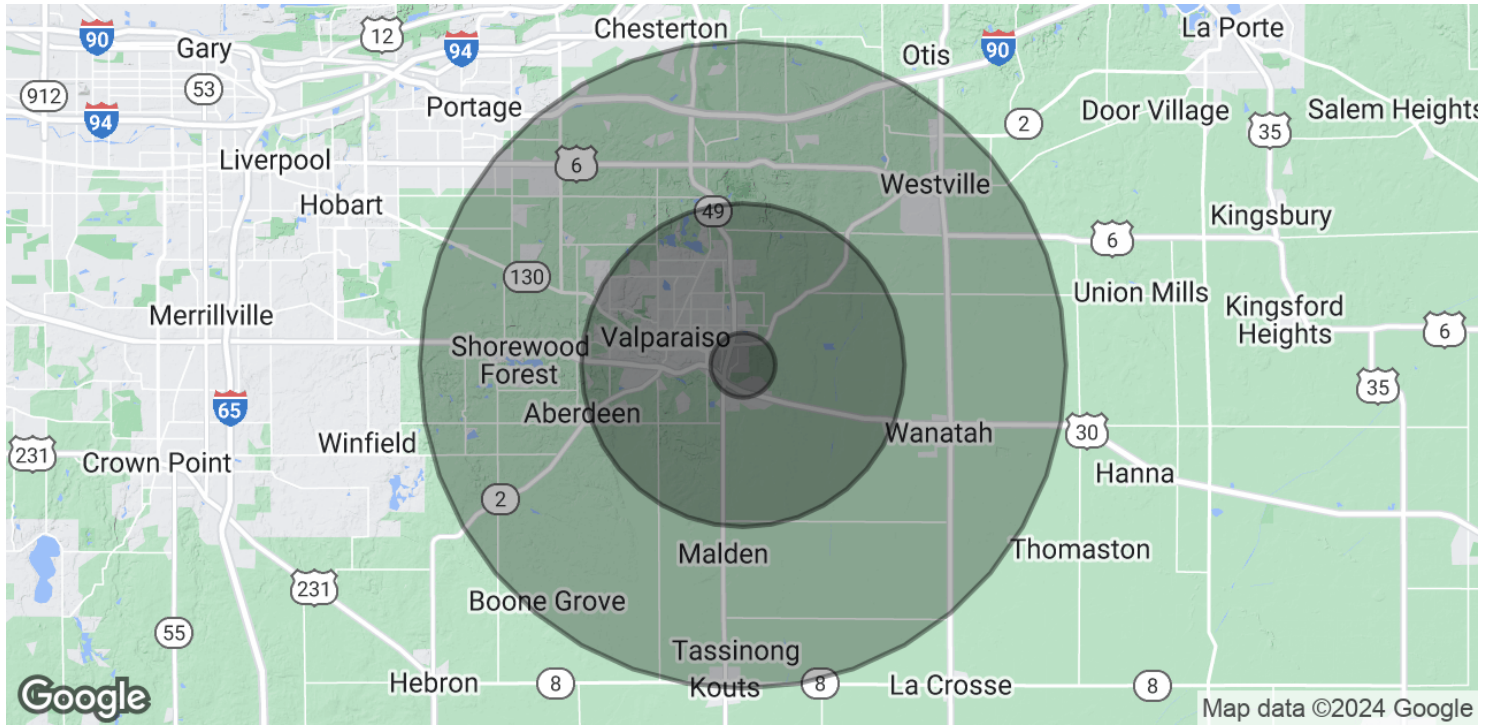 Chesterton
12
90
94
La Porte
Gary
Otis
90
53
912
94
Portage
Door Village
Salem Heights
2
35
Liverpool
6
Westville
Hobart
49
Kingsbury
6
130
Union Mills
Kingsford
Heights
Merrillville
6
Valparaiso
Shorewood
Forest
35
65
Aberdeen
Winfield
Wanatah
30
231
Crown Point
Hanna
2
Malden
Thomaston
231
Boone Grove
55
Tassinong
Hebron
8
Kouts
8
La Crosse
8
Google
Map data ©2024 Google